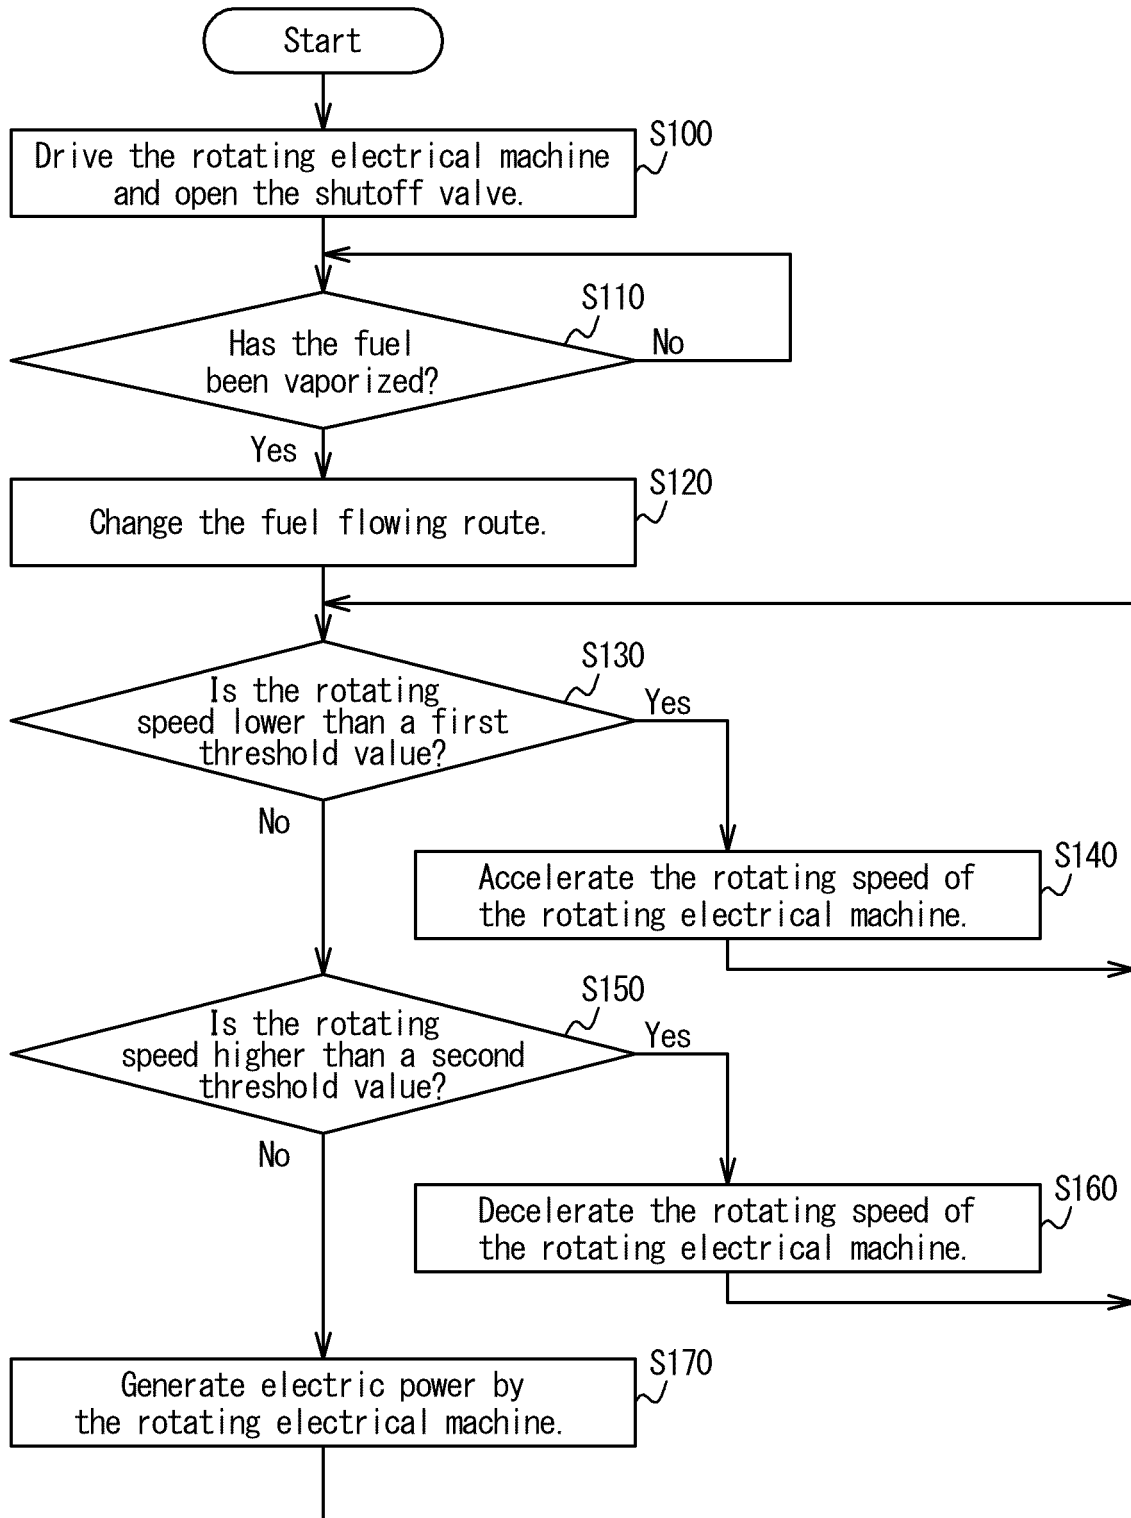 Start
S100
Drive the rotating electrical machine
and open the shutoff valve.
S110
Has the fuel
been vaporized?
No
Yes
S120
Change the fuel flowing route.
S130
Is the rotating
speed lower than a first
threshold value?
Yes
No
S140
Accelerate the rotating speed of
the rotating electrical machine.
S150
Is the rotating
speed higher than a second
threshold value?
Yes
No
S160
Decelerate the rotating speed of
the rotating electrical machine.
S170
Generate electric power by
the rotating electrical machine.